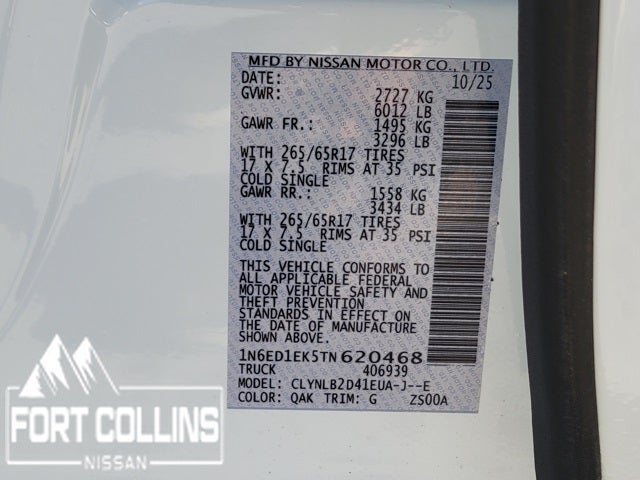 MFD BY NISSAN MOTOR CO., LTD.
DATE: 10/25
GVWR: 2727 KG
6012 LB
GAWR FR.: 1495 KG
3296 LB
WITH 265/65R17 TIRES
17 X 7.5 RIMS AT 35 PSI
COLD SINGLE
GAWR RR.: 1558 KG
3434 LB
WITH 265/65R17 TIRES
17 X 7.5 RIMS AT 35 PSI
COLD SINGLE
THIS VEHICLE CONFORMS TO
ALL APPLICABLE FEDERAL
MOTOR VEHICLE SAFETY AND
THEFT PREVENTION
STANDARDS IN EFFECT ON
THE DATE OF MANUFACTURE
SHOWN ABOVE.
1N6ED1EK5TN620468
TRUCK 406939
MODEL: CLYNLB2D41EUA-J--E
COLOR: QAK TRIM: G ZS00A
FORT COLLINS
NISSAN